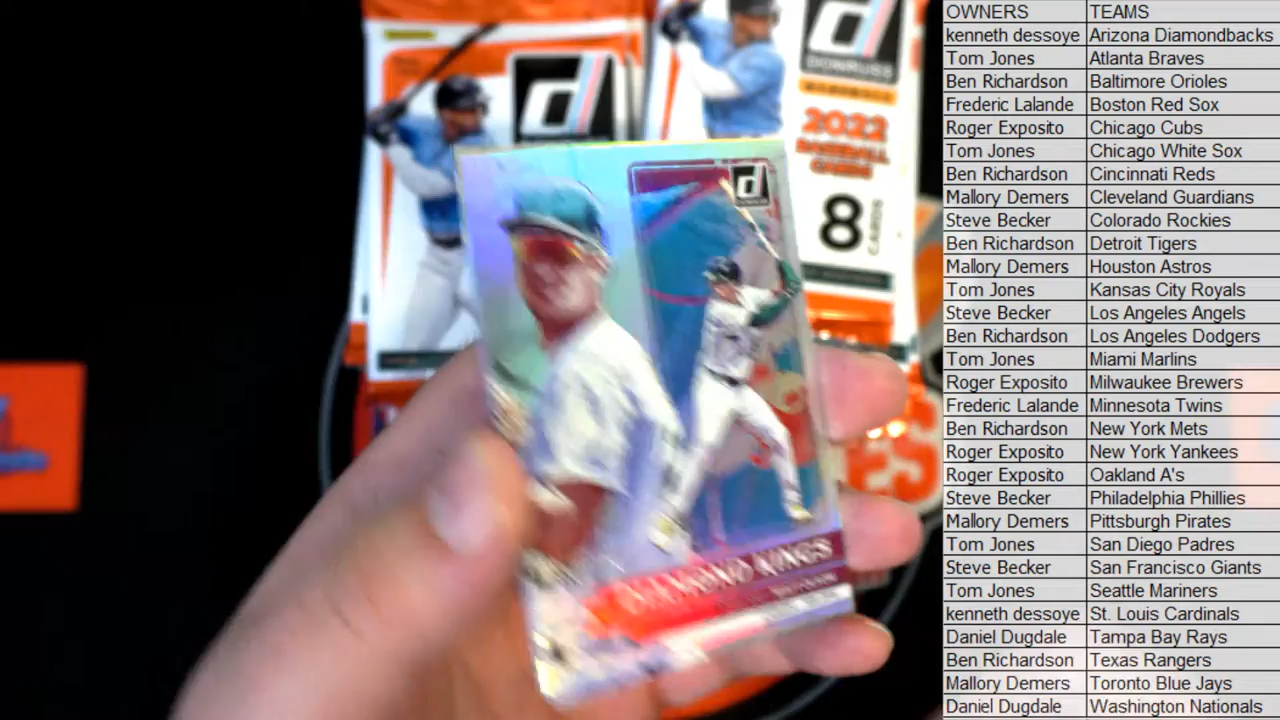 OWNERS TEAMS
kenneth dessoye Arizona Diamondbacks
Tom Jones Atlanta Braves
Ben Richardson Baltimore Orioles
Frederic Lalande Boston Red Sox
Roger Exposito Chicago Cubs
Tom Jones Chicago White Sox
Ben Richardson Cincinnati Reds
Mallory Demers Cleveland Guardians
Steve Becker Colorado Rockies
Ben Richardson Detroit Tigers
Mallory Demers Houston Astros
Tom Jones Kansas City Royals
Steve Becker Los Angeles Angels
Ben Richardson Los Angeles Dodgers
Tom Jones Miami Marlins
Roger Exposito Milwaukee Brewers
Frederic Lalande Minnesota Twins
Ben Richardson New York Mets
Roger Exposito New York Yankees
Roger Exposito Oakland A's
Steve Becker Philadelphia Phillies
Mallory Demers Pittsburgh Pirates
Tom Jones San Diego Padres
Steve Becker San Francisco Giants
Tom Jones Seattle Mariners
kenneth dessoye St. Louis Cardinals
Daniel Dugdale Tampa Bay Rays
Ben Richardson Texas Rangers
Mallory Demers Toronto Blue Jays
Daniel Dugdale Washington Nationals
d
d
DONRUSS
2022
BASEBALL
CARDS
8
CARDS
d
DIAMOND KINGS
ES